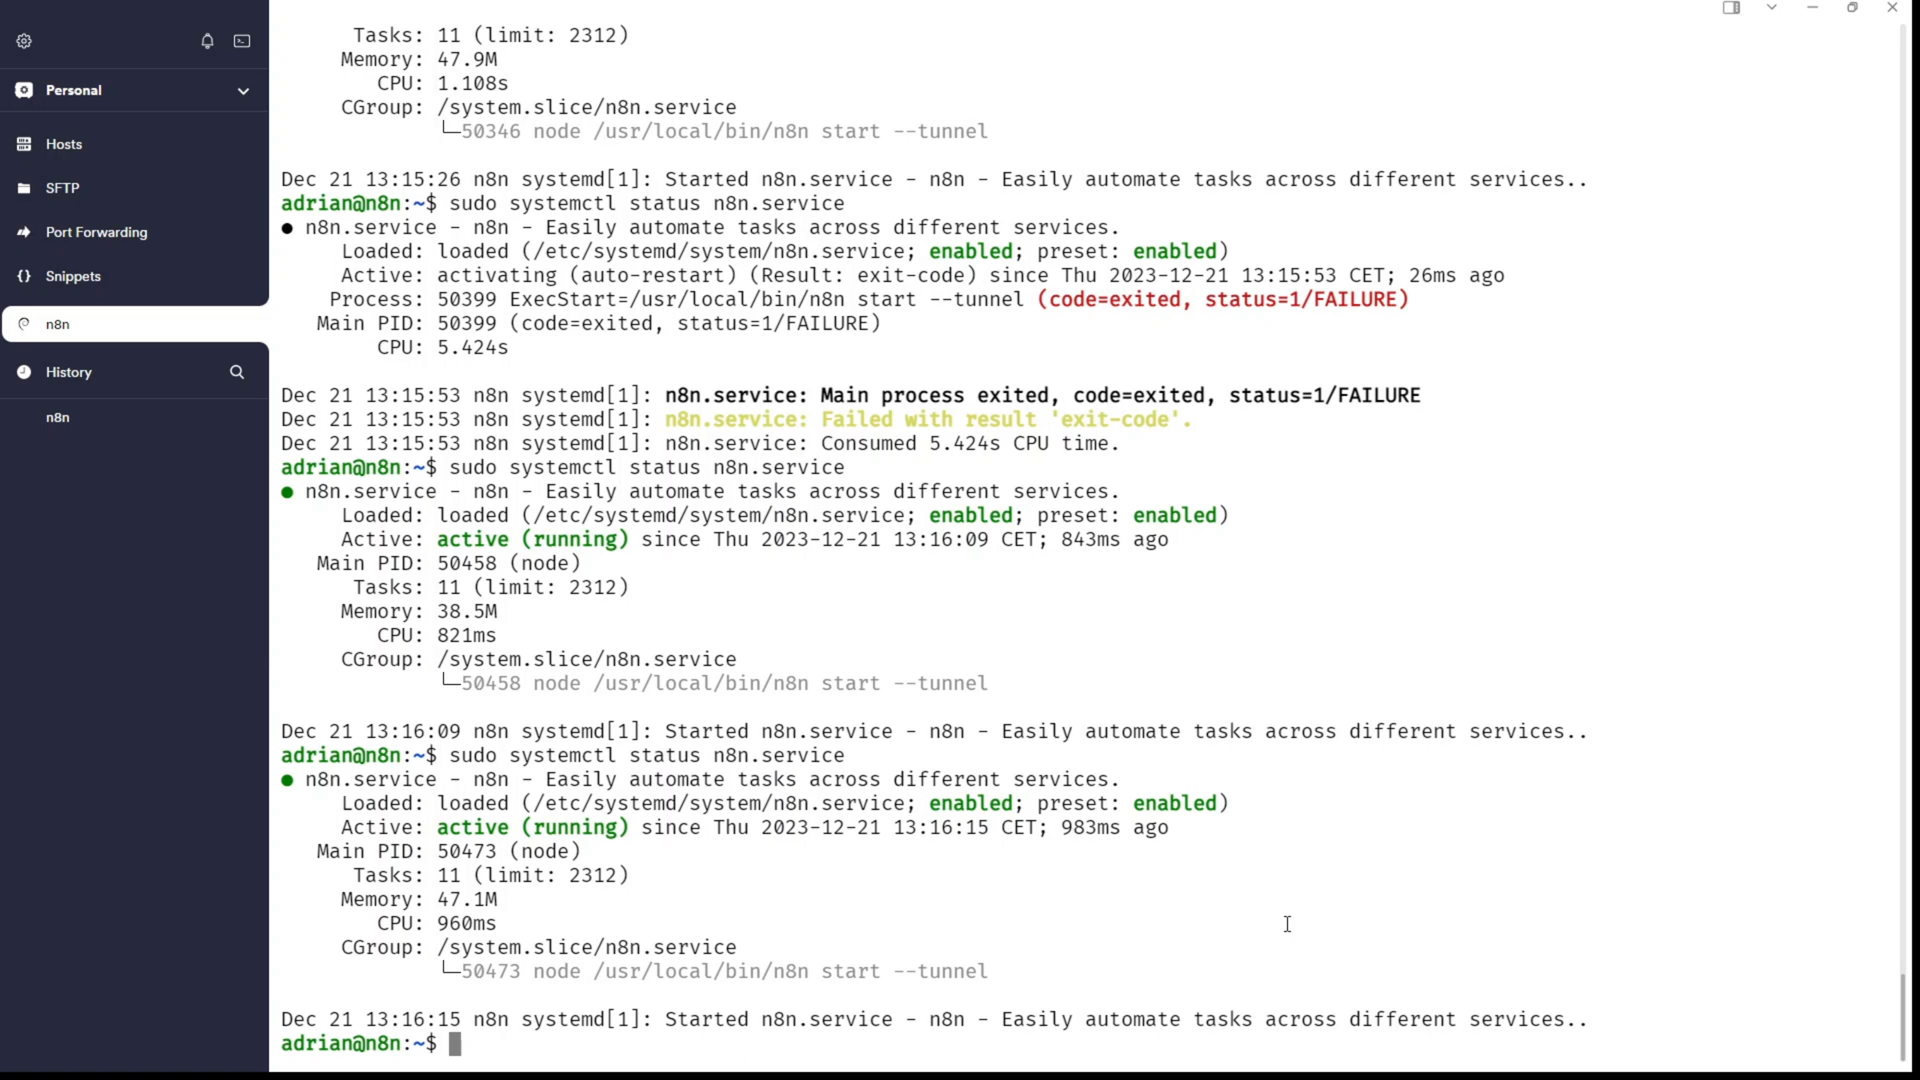 Personal
Hosts
SFTP
Port Forwarding
Snippets
n8n
History
n8n
Tasks: 11 (limit: 2312)
Memory: 47.9M
CPU: 1.108s
CGroup: /system.slice/n8n.service
└─50346 node /usr/local/bin/n8n start --tunnel
Dec 21 13:15:26 n8n systemd[1]: Started n8n.service - n8n - Easily automate tasks across different services..
adrian@n8n:~$ sudo systemctl status n8n.service
● n8n.service - n8n - Easily automate tasks across different services.
Loaded: loaded (/etc/systemd/system/n8n.service; enabled; preset: enabled)
Active: activating (auto-restart) (Result: exit-code) since Thu 2023-12-21 13:15:53 CET; 26ms ago
Process: 50399 ExecStart=/usr/local/bin/n8n start --tunnel (code=exited, status=1/FAILURE)
Main PID: 50399 (code=exited, status=1/FAILURE)
CPU: 5.424s
Dec 21 13:15:53 n8n systemd[1]: n8n.service: Main process exited, code=exited, status=1/FAILURE
Dec 21 13:15:53 n8n systemd[1]: n8n.service: Failed with result 'exit-code'.
Dec 21 13:15:53 n8n systemd[1]: n8n.service: Consumed 5.424s CPU time.
adrian@n8n:~$ sudo systemctl status n8n.service
● n8n.service - n8n - Easily automate tasks across different services.
Loaded: loaded (/etc/systemd/system/n8n.service; enabled; preset: enabled)
Active: active (running) since Thu 2023-12-21 13:16:09 CET; 843ms ago
Main PID: 50458 (node)
Tasks: 11 (limit: 2312)
Memory: 38.5M
CPU: 821ms
CGroup: /system.slice/n8n.service
└─50458 node /usr/local/bin/n8n start --tunnel
Dec 21 13:16:09 n8n systemd[1]: Started n8n.service - n8n - Easily automate tasks across different services..
adrian@n8n:~$ sudo systemctl status n8n.service
● n8n.service - n8n - Easily automate tasks across different services.
Loaded: loaded (/etc/systemd/system/n8n.service; enabled; preset: enabled)
Active: active (running) since Thu 2023-12-21 13:16:15 CET; 983ms ago
Main PID: 50473 (node)
Tasks: 11 (limit: 2312)
Memory: 47.1M
CPU: 960ms
CGroup: /system.slice/n8n.service
└─50473 node /usr/local/bin/n8n start --tunnel
Dec 21 13:16:15 n8n systemd[1]: Started n8n.service - n8n - Easily automate tasks across different services..
adrian@n8n:~$